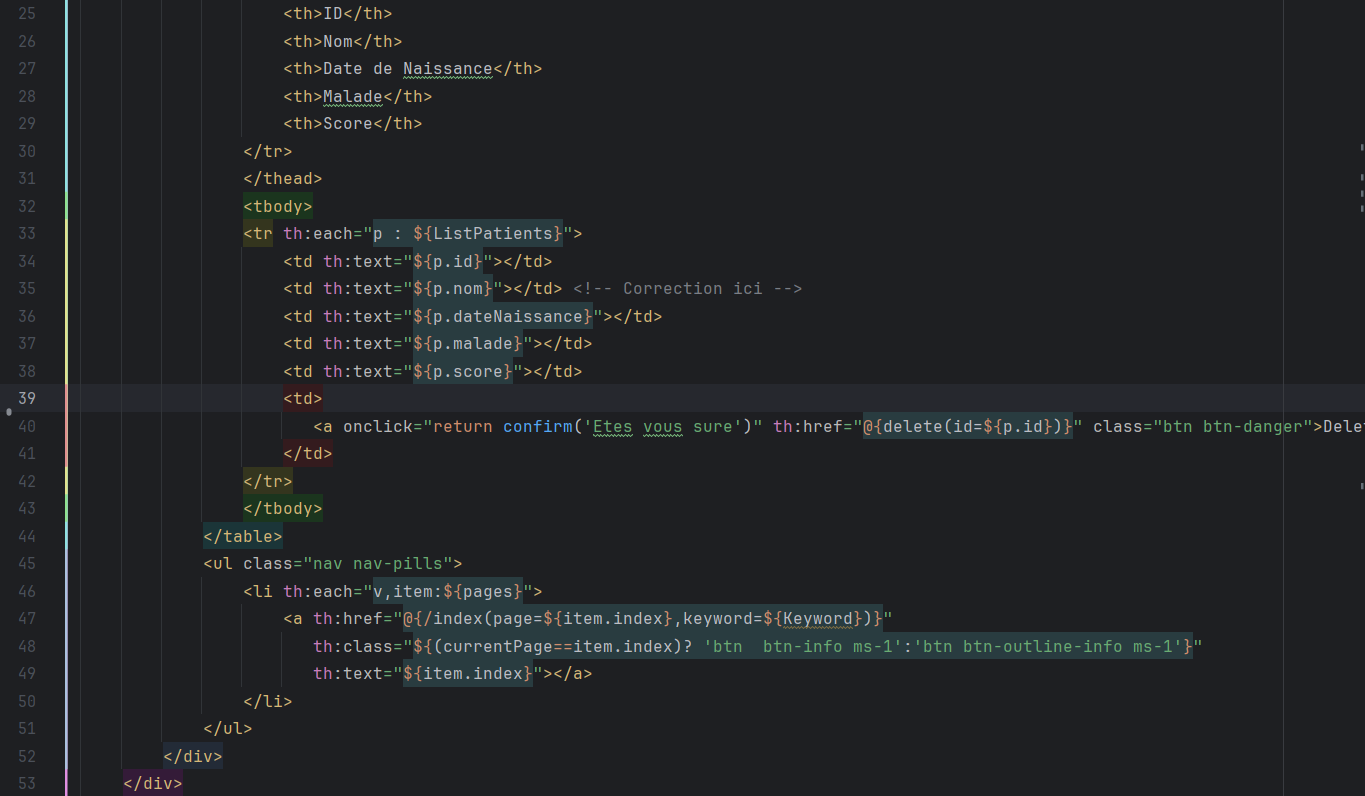 25 <th>ID</th>
26 <th>Nom</th>
27 <th>Date de Naissance</th>
28 <th>Malade</th>
29 <th>Score</th>
30 </tr>
31 </thead>
32 <tbody>
33 <tr th:each="p : ${ListPatients}">
34 <td th:text="${p.id}"></td>
35 <td th:text="${p.nom}"></td> <!-- Correction ici -->
36 <td th:text="${p.dateNaissance}"></td>
37 <td th:text="${p.malade}"></td>
38 <td th:text="${p.score}"></td>
39 <td>
40 <a onclick="return confirm('Etes vous sure')" th:href="@{delete(id=${p.id})}" class="btn btn-danger">Delet
41 </td>
42 </tr>
43 </tbody>
44 </table>
45 <ul class="nav nav-pills">
46 <li th:each="v,item:${pages}">
47 <a th:href="@{/index(page=${item.index},keyword=${Keyword})}"
48 th:class="${(currentPage==item.index)? 'btn  btn-info ms-1':'btn btn-outline-info ms-1'}"
49 th:text="${item.index}"></a>
50 </li>
51 </ul>
52 </div>
53 </div>